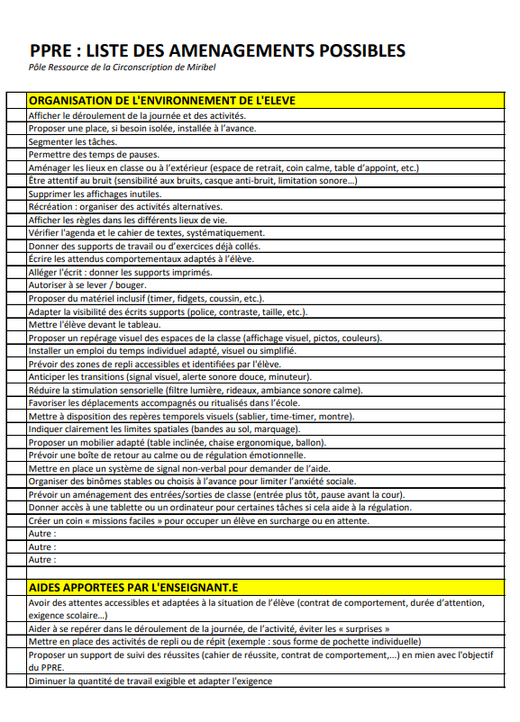 PPRE : LISTE DES AMENAGEMENTS POSSIBLES
Pôle Ressource de la Circonscription de Miribel
ORGANISATION DE L'ENVIRONNEMENT DE L'ELEVE
Afficher le déroulement de la journée et des activités.
Proposer une place, si besoin isolée, installée à l'avance.
Segmenter les tâches.
Permettre des temps de pauses.
Aménager les lieux en classe ou à l'extérieur (espace de retrait, coin calme, table d'appoint, etc.)
Être attentif au bruit (sensibilité aux bruits, casque anti-bruit, limitation sonore…)
Supprimer les affichages inutiles.
Récréation : organiser des activités alternatives.
Afficher les règles dans les différents lieux de vie.
Vérifier l'agenda et le cahier de textes, systématiquement.
Donner des supports de travail ou d'exercices déjà collés.
Écrire les attendus comportementaux adaptés à l'élève.
Alléger l'écrit : donner les supports imprimés.
Autoriser à se lever / bouger.
Proposer du matériel inclusif (timer, fidgets, coussin, etc.).
Adapter la visibilité des écrits supports (police, contraste, taille, etc.).
Mettre l'élève devant le tableau.
Proposer un repérage visuel des espaces de la classe (affichage visuel, pictos, couleurs).
Installer un emploi du temps individuel adapté, visuel ou simplifié.
Prévoir des zones de repli accessibles et identifiées par l'élève.
Anticiper les transitions (signal visuel, alerte sonore douce, minuteur).
Réduire la stimulation sensorielle (filtre lumière, rideaux, ambiance sonore calme).
Favoriser les déplacements accompagnés ou ritualisés dans l'école.
Mettre à disposition des repères temporels visuels (sablier, time-timer, montre).
Indiquer clairement les limites spatiales (bandes au sol, marquage).
Proposer un mobilier adapté (table inclinée, chaise ergonomique, ballon).
Prévoir une boîte de retour au calme ou de régulation émotionnelle.
Mettre en place un système de signal non-verbal pour demander de l'aide.
Organiser des binômes stables ou choisis à l'avance pour limiter l'anxiété sociale.
Prévoir un aménagement des entrées/sorties de classe (entrée plus tôt, pause avant la cour).
Donner accès à une tablette ou un ordinateur pour certaines tâches si cela aide à la régulation.
Créer un coin « missions faciles » pour occuper un élève en surcharge ou en attente.
Autre :
Autre :
Autre :
AIDES APPORTEES PAR L'ENSEIGNANT.E
Avoir des attentes accessibles et adaptées à la situation de l'élève (contrat de comportement, durée d'attention,
exigence scolaire…)
Aider à se repérer dans le déroulement de la journée, de l'activité, éviter les « surprises »
Mettre en place des activités de repli ou de répit (exemple : sous forme de pochette individuelle)
Proposer un support de suivi des réussites (cahier de réussite, contrat de comportement,...) en mien avec l'objectif
du PPRE.
Diminuer la quantité de travail exigible et adapter l'exigence